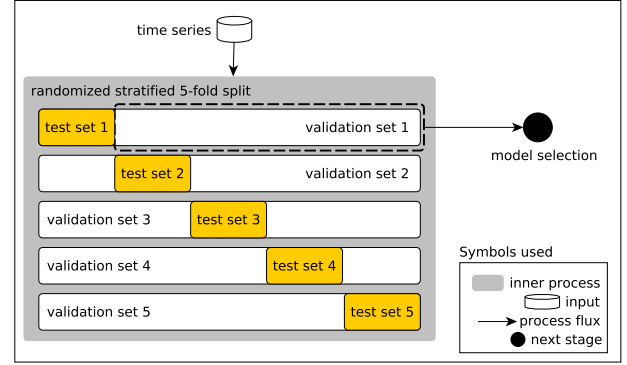 time series
randomized stratified 5-fold split
test set 1
validation set 1
model selection
test set 2
validation set 2
validation set 3
test set 3
validation set 4
test set 4
validation set 5
test set 5
Symbols used
inner process
input
process flux
next stage